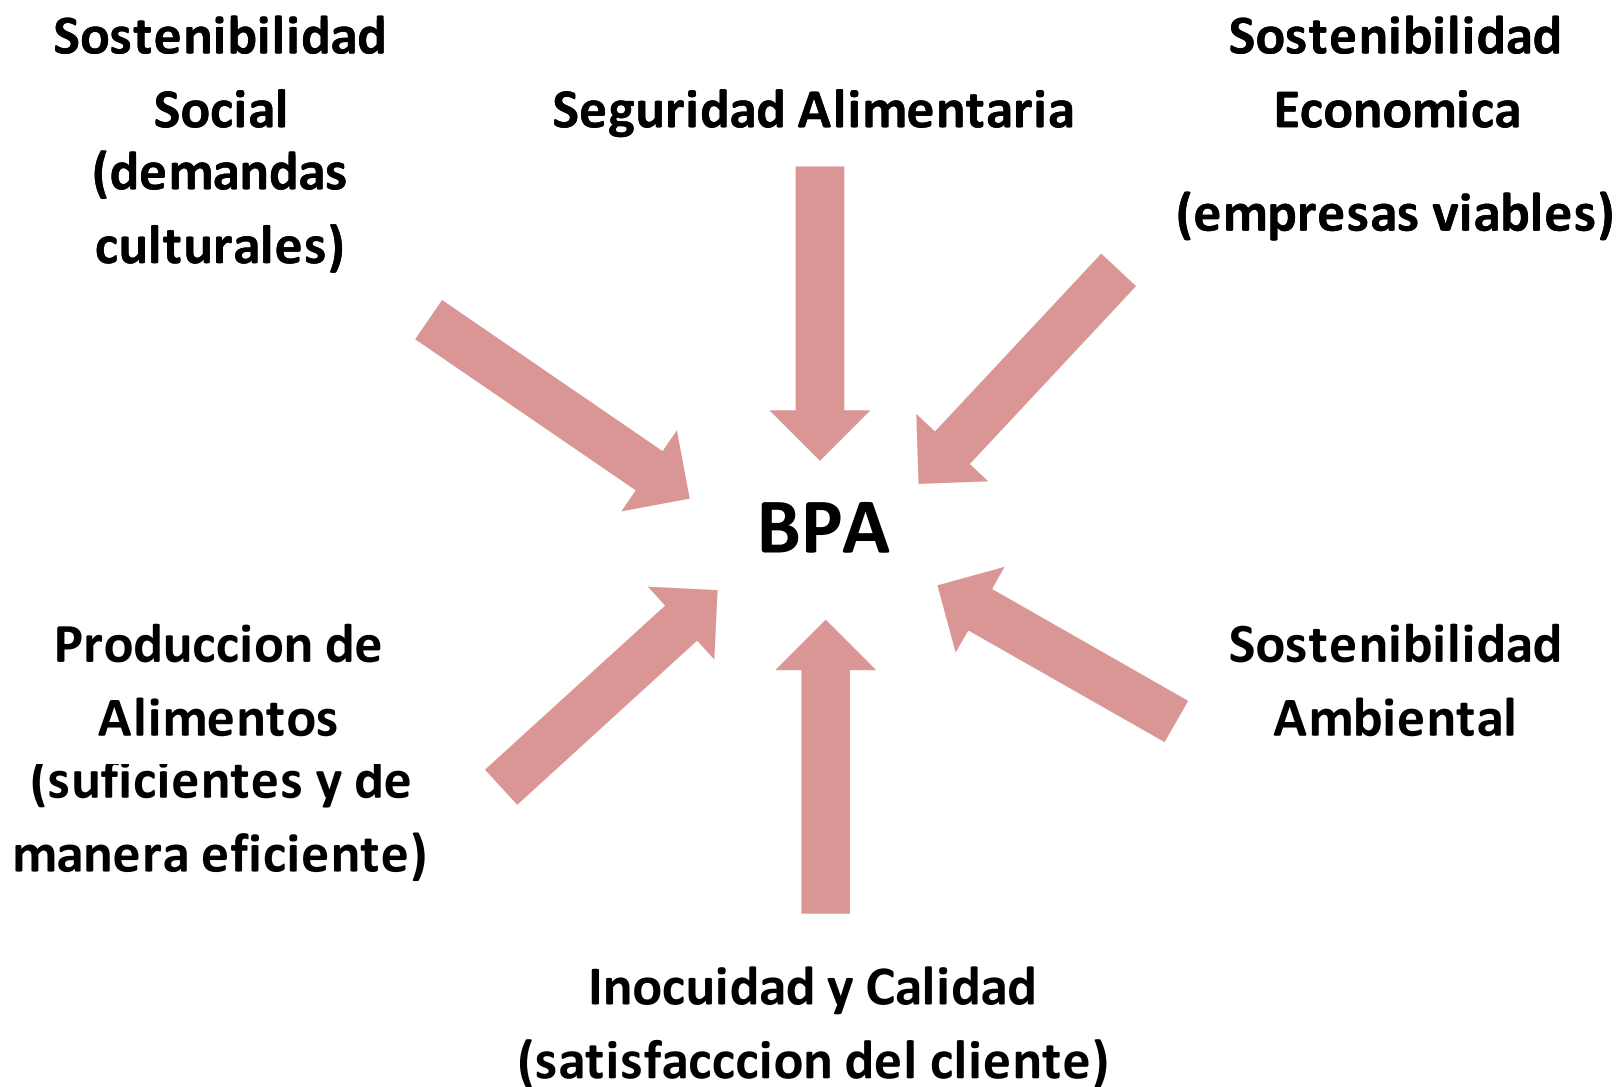 Sostenibilidad
Social
(demandas
culturales)
Seguridad Alimentaria
Sostenibilidad
Economica
(empresas viables)
BPA
Produccion de
Alimentos
(suficientes y de
manera eficiente)
Sostenibilidad
Ambiental
Inocuidad y Calidad
(satisfacccion del cliente)